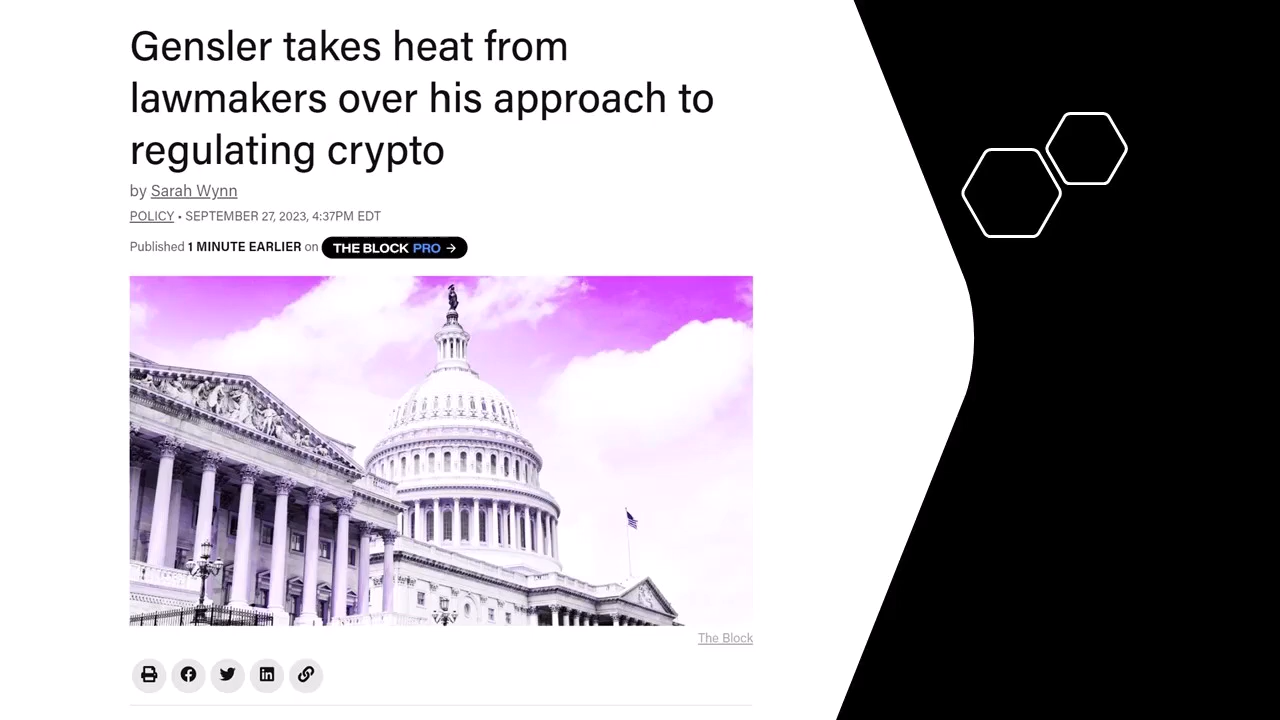 Gensler takes heat from
lawmakers over his approach to
regulating crypto
by Sarah Wynn
POLICY • SEPTEMBER 27, 2023, 4:37PM EDT
Published 1 MINUTE EARLIER on THE BLOCK PRO →
The Block